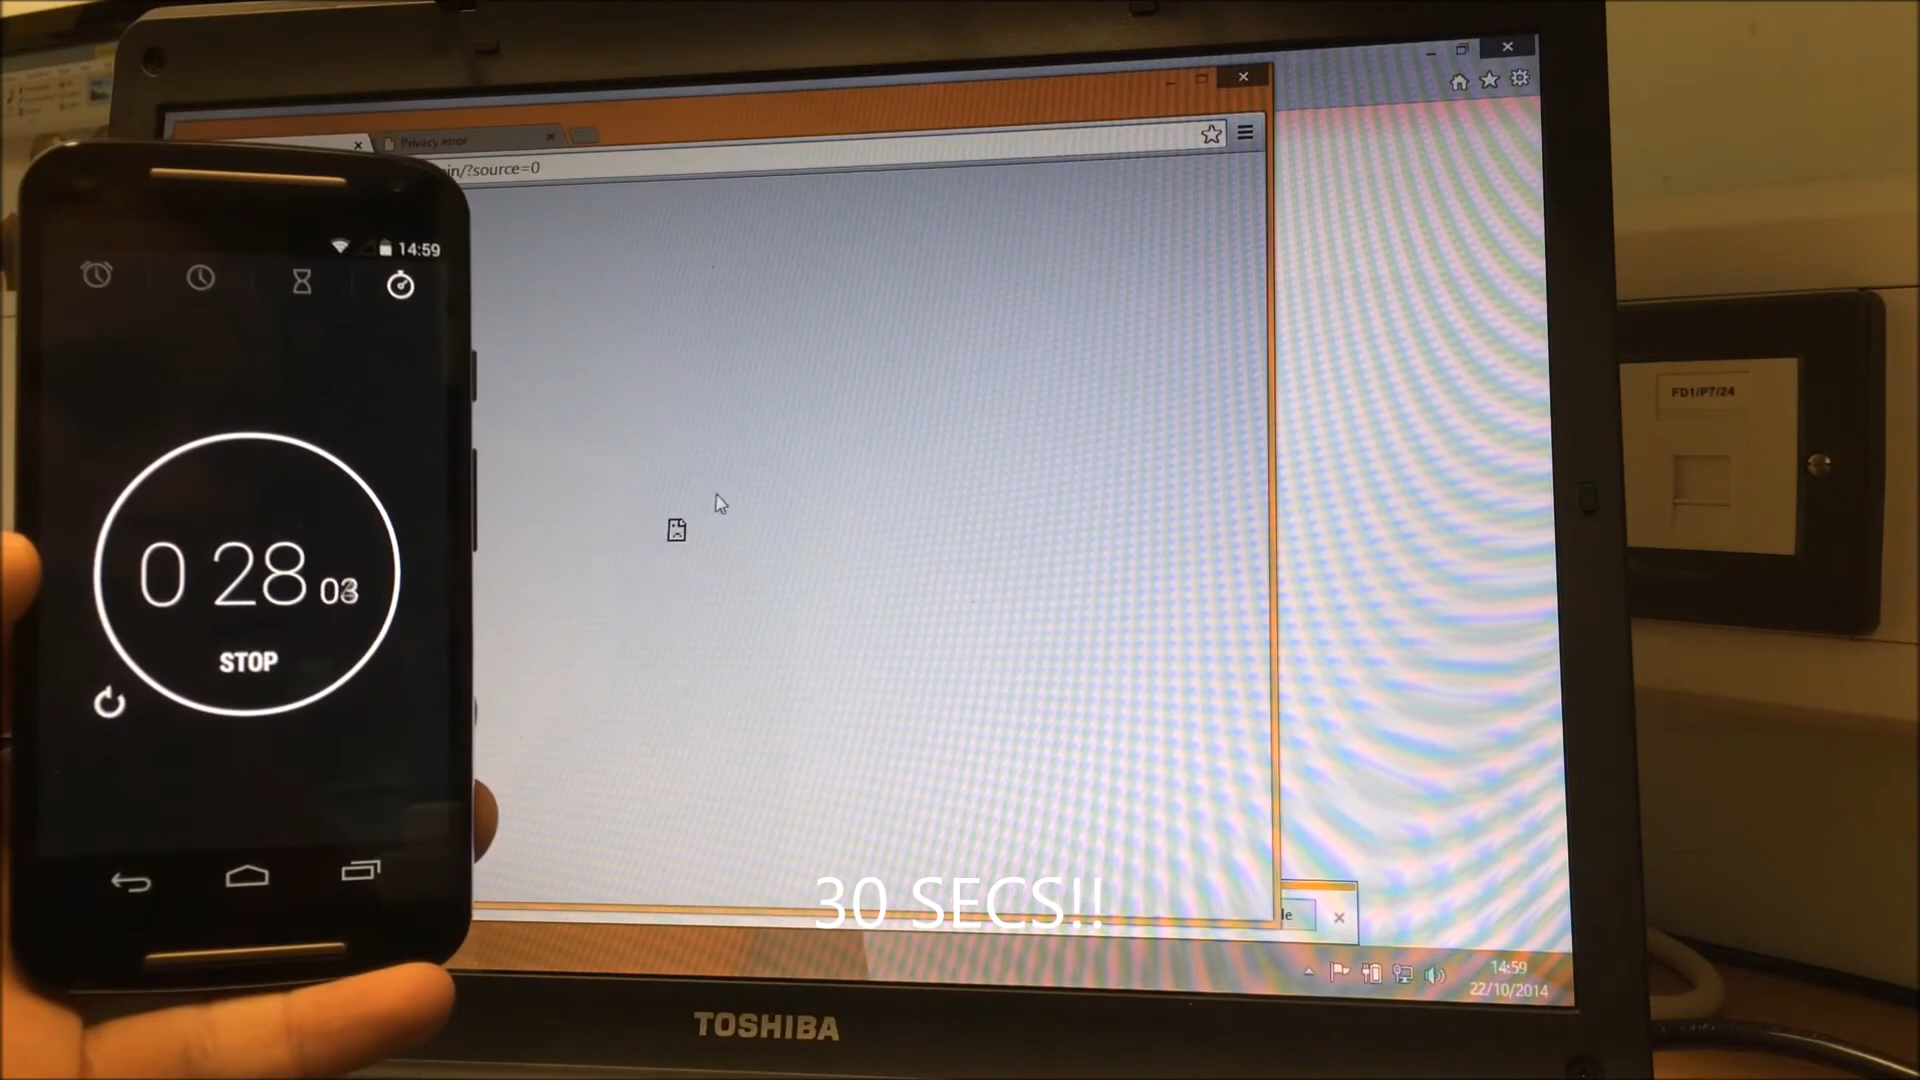 Privacy error
in/?source=0
14:59
0 28 03
STOP
FD1/P7/24
30 SECS!!
le
14:59
22/10/2014
TOSHIBA